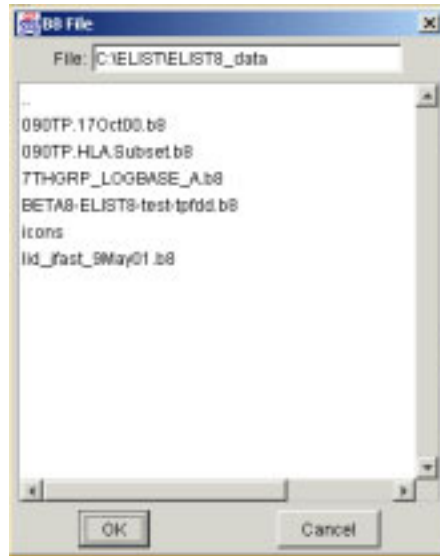 B8 File
File: C:\ELIST\ELIST8_data
..
090TP.17Oct00.b8
090TP.HLA.Subset.b8
7THGRP_LOGBASE_A.b8
BETA8-ELIST8-test-tpfdd.b8
icons
lid_jfast_9May01.b8
OK Cancel